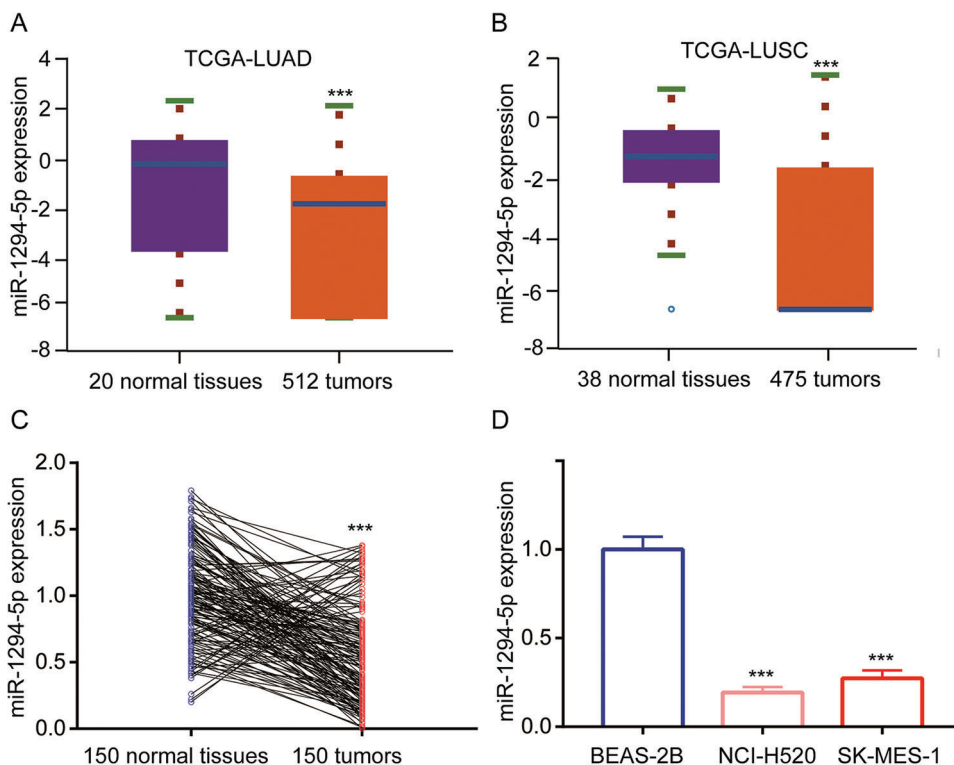 A
TCGA-LUAD
miR-1294-5p expression
4
2
0
-2
-4
-6
-8
***
20 normal tissues
512 tumors
B
TCGA-LUSC
miR-1294-5p expression
2
0
-2
-4
-6
-8
***
38 normal tissues
475 tumors
C
miR-1294-5p expression
2.0
1.5
1.0
0.5
0.0
***
150 normal tissues
150 tumors
D
miR-1294-5p expression
1.0
0.5
0.0
***
***
BEAS-2B
NCI-H520
SK-MES-1